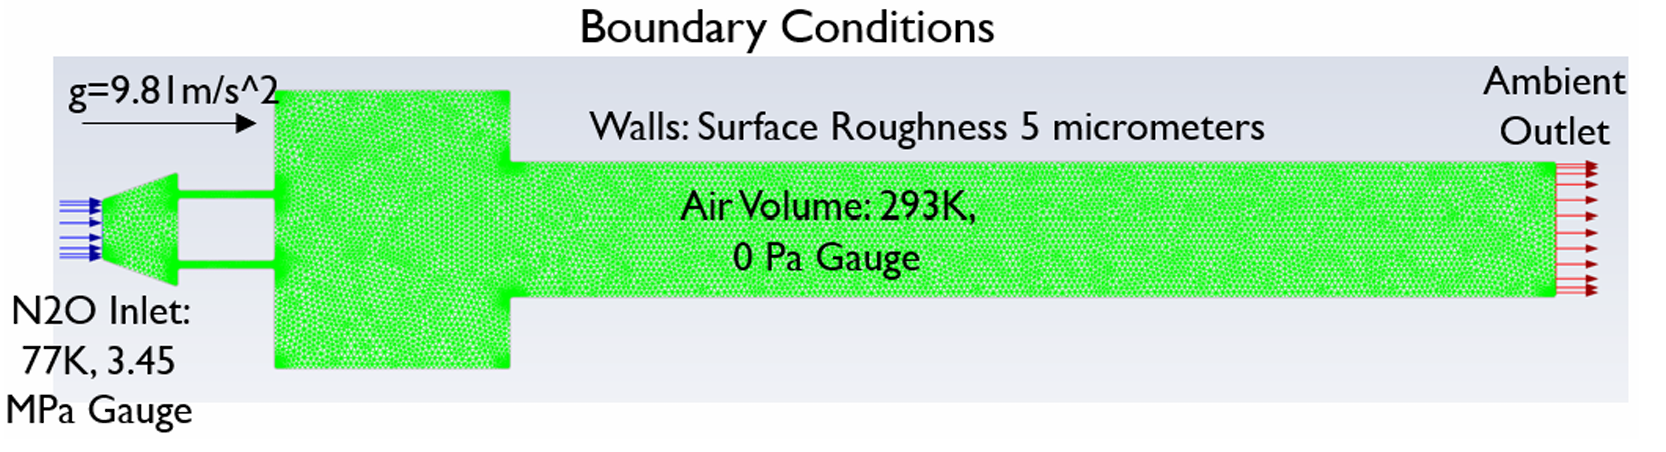 Boundary Conditions
g=9.81m/s^2
Walls: Surface Roughness 5 micrometers
Ambient
Outlet
Air Volume: 293K,
0 Pa Gauge
N2O Inlet:
77K, 3.45
MPa Gauge